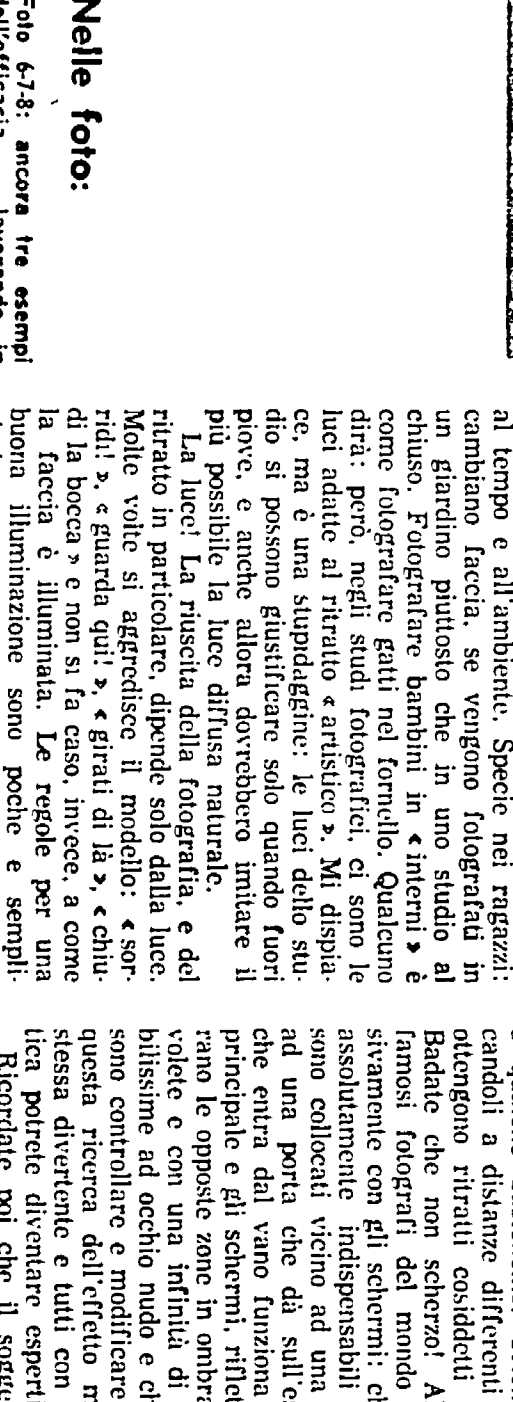 Nelle foto:
Foto 6-7-8: ancora tre esempi
dell'efficacia lavorando in
al tempo e all'ambiente. Specie nei ragazzi:
cambiano faccia, se vengono fotografati in
un giardino piuttosto che in uno studio al
chiuso. Fotografare bambini in « interni » è
come fotografare gatti nel fornello. Qualcuno
dirà: però, negli studi fotografici, ci sono le
luci adatte al ritratto « artistico ». Mi dispia-
ce, ma è una stupidaggine: le luci dello stu-
dio si possono giustificare solo quando fuori
piove, e anche allora dovrebbero imitare il
più possibile la luce diffusa naturale.
La luce! La riuscita della fotografia, e del
ritratto in particolare, dipende solo dalla luce.
Molte volte si aggredisce il modello: « sor-
ridi! », « guarda qui! », « girati di là », « chiu-
di la bocca » e non si fa caso, invece, a come
la faccia è illuminata. Le regole per una
buona illuminazione sono poche e sempli-
candoli a distanze differenti
ottengono ritratti cosiddetti
Badate che non scherzo! A
famosi fotografi del mondo
sivamente con gli schermi: ch
assolutamente indispensabili
sono collocati vicino ad una
ad una porta che dà sull'es
che entra dal vano funziona
principale e gli schermi, riflet
rano le opposte zone in ombra
volete e con una infinità di
bilissime ad occhio nudo e ch
sono controllare e modificare
questa ricerca dell'effetto m
stessa divertente e tutti con
tica potrete diventare esperti
Ricordate poi che il sogge